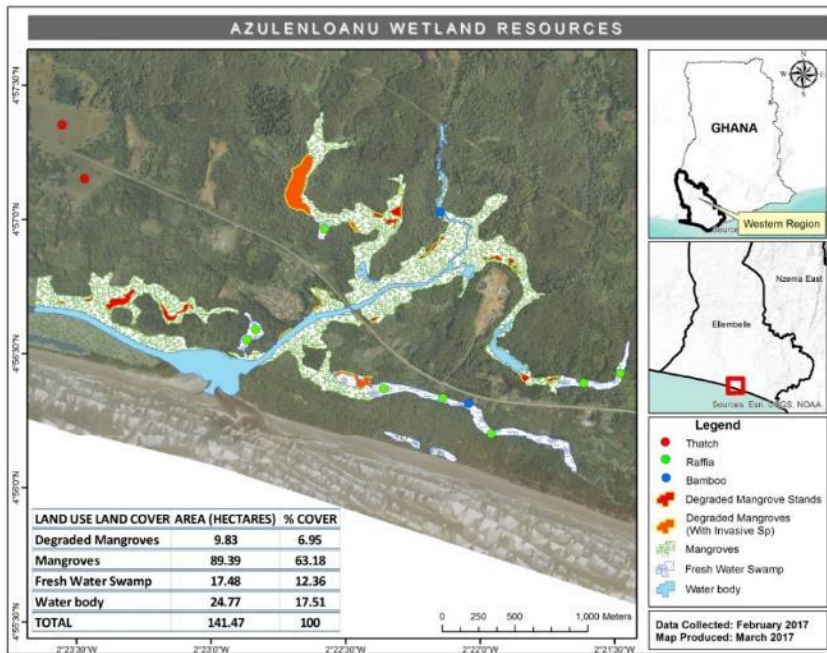 AZULENLOANU WETLAND RESOURCES
4°57'30"N
4°57'0"N
4°56'30"N
4°56'0"N
4°55'30"N
LAND USE LAND COVER AREA (HECTARES) % COVER
Degraded Mangroves 9.83 6.95
Mangroves 89.39 63.18
Fresh Water Swamp 17.48 12.36
Water body 24.77 17.51
TOTAL 141.47 100
0 250 500 1,000 Meters
2°23'30"W 2°23'0"W 2°22'30"W 2°22'0"W 2°21'30"W
N
W E
S
GHANA
Western Region
Nzema East
Ellembelle
Sources: Esri, USGS, NOAA
Legend
Thatch
Raffia
Bamboo
Degraded Mangrove Stands
Degraded Mangroves
(With Invasive Sp)
Mangroves
Fresh Water Swamp
Water body
Data Collected: February 2017
Map Produced: March 2017